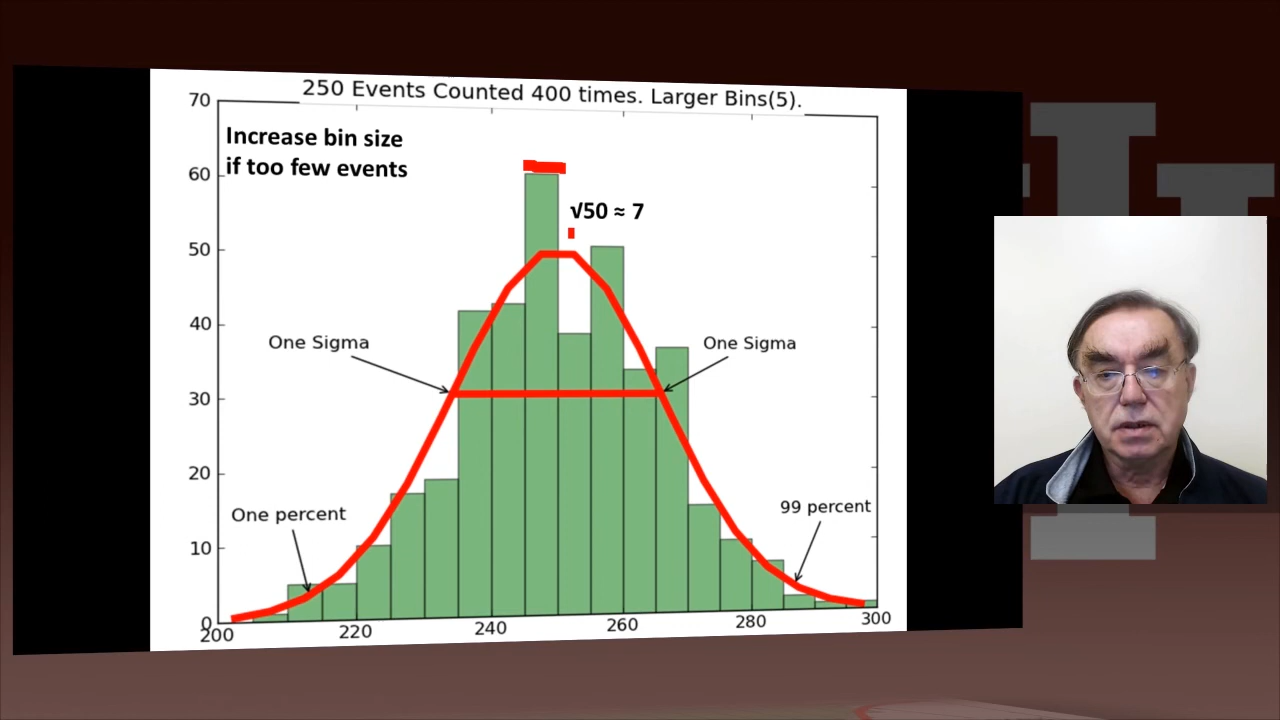 250 Events Counted 400 times. Larger Bins(5).
70
Increase bin size
if too few events
60
√50 ≈ 7
50
40
One Sigma
One Sigma
30
20
One percent
99 percent
10
0
200
220
240
260
280
300